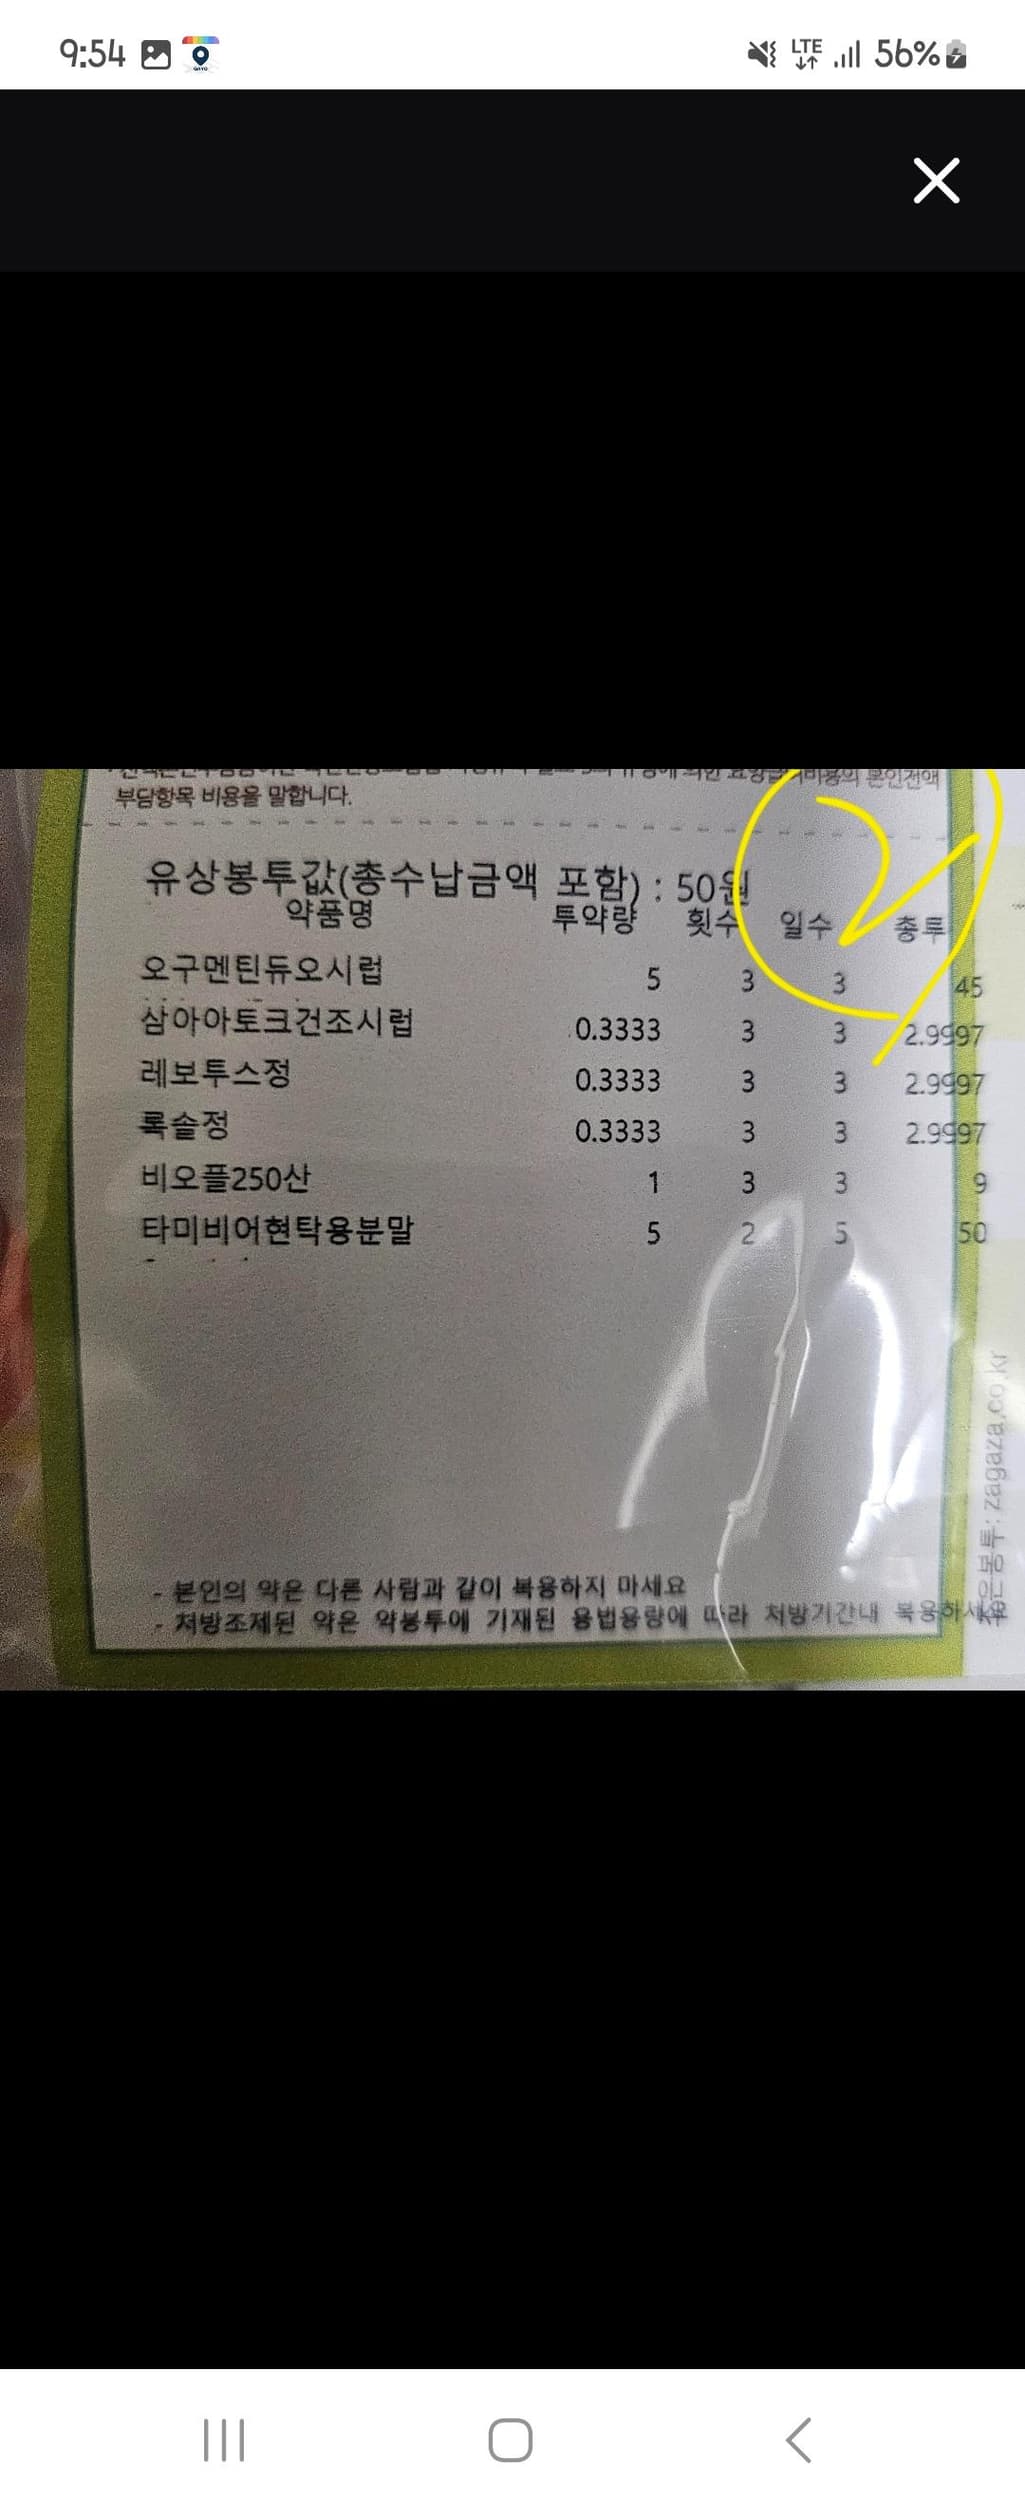 9:54
LTE
56%
부담항목 비용을 말합니다.
유상봉투값(총수납금액 포함) : 50원
약품명 투약량 횟수 일수 총투
2
오구멘틴듀오시럽 5 3 3 45
삼아아토크건조시럽 0.3333 3 3 2.9997
레보투스정 0.3333 3 3 2.9997
록솔정 0.3333 3 3 2.9997
비오플250산 1 3 3 9
타미비어현탁용분말 5 2 5 50
- 본인의 약은 다른 사람과 같이 복용하지 마세요
- 처방조제된 약은 약봉투에 기재된 용법용량에 따라 처방기간내
zagaza.co.kr